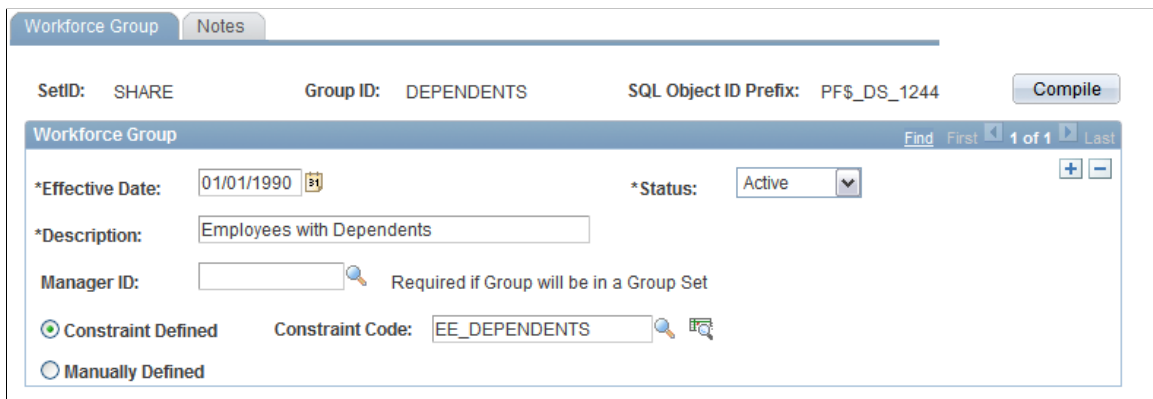 Workforce Group Notes
SetID: SHARE Group ID: DEPENDENTS SQL Object ID Prefix: PF$_DS_1244 Compile
Workforce Group Find First 1 of 1 Last
*Effective Date: 01/01/1990 31 *Status: Active
*Description: Employees with Dependents
Manager ID: Required if Group will be in a Group Set
Constraint Defined Constraint Code: EE_DEPENDENTS
Manually Defined